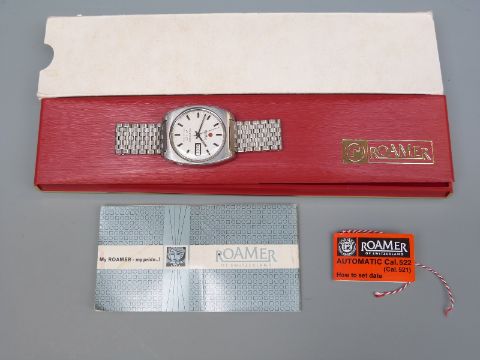 ROAMER
My ROAMER - my pride..!
ROAMER
OF SWITZERLAND
ROAMER
OF SWITZERLAND
AUTOMATIC Cal. 522
(Cal. 521)
How to set date